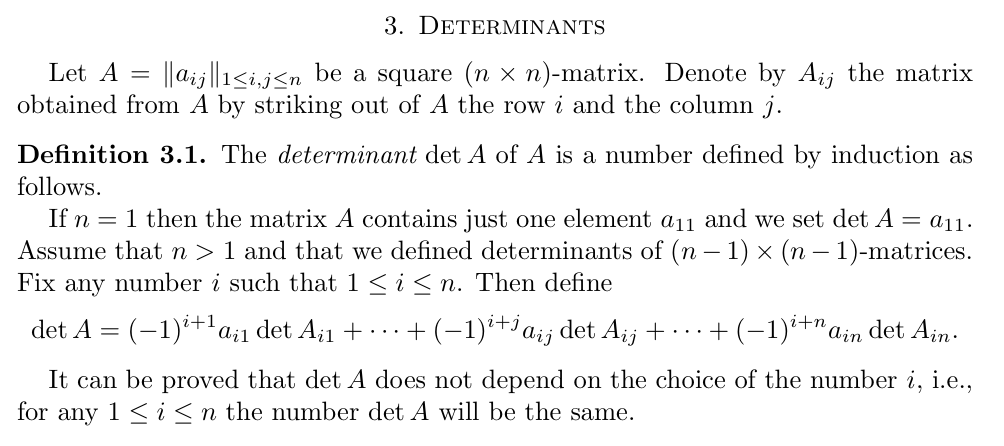 3. DETERMINANTS
Let A = ‖a_{ij}‖_{1≤i,j≤n} be a square (n × n)-matrix. Denote by A_{ij} the matrix
obtained from A by striking out of A the row i and the column j.
Definition 3.1. The determinant det A of A is a number defined by induction as
follows.
If n = 1 then the matrix A contains just one element a_{11} and we set det A = a_{11}.
Assume that n > 1 and that we defined determinants of (n − 1) × (n − 1)-matrices.
Fix any number i such that 1 ≤ i ≤ n. Then define
det A = (−1)^{i+1}a_{i1} det A_{i1} + · · · + (−1)^{i+j}a_{ij} det A_{ij} + · · · + (−1)^{i+n}a_{in} det A_{in}.
It can be proved that det A does not depend on the choice of the number i, i.e.,
for any 1 ≤ i ≤ n the number det A will be the same.